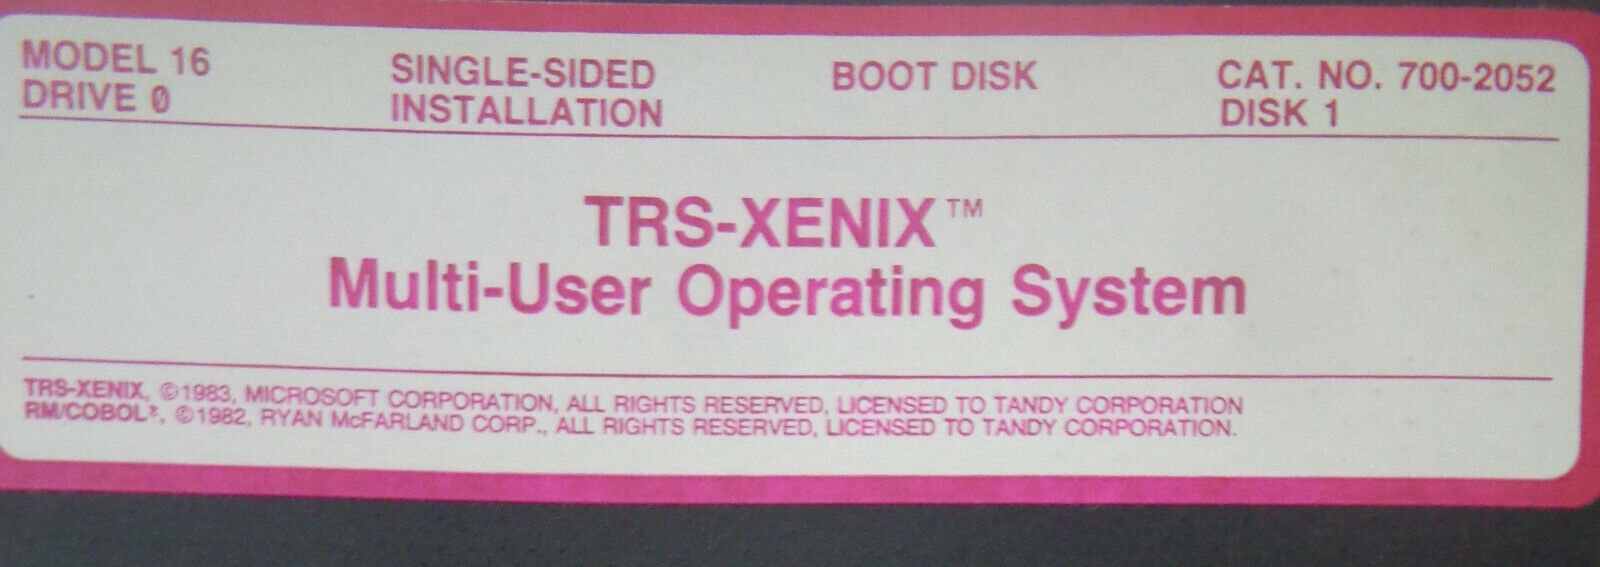 MODEL 16 SINGLE-SIDED BOOT DISK CAT. NO. 700-2052
DRIVE 0 INSTALLATION DISK 1
TRS-XENIX™
Multi-User Operating System
TRS-XENIX, ©1983, MICROSOFT CORPORATION, ALL RIGHTS RESERVED, LICENSED TO TANDY CORPORATION
RM/COBOL®, ©1982, RYAN McFARLAND CORP., ALL RIGHTS RESERVED, LICENSED TO TANDY CORPORATION.